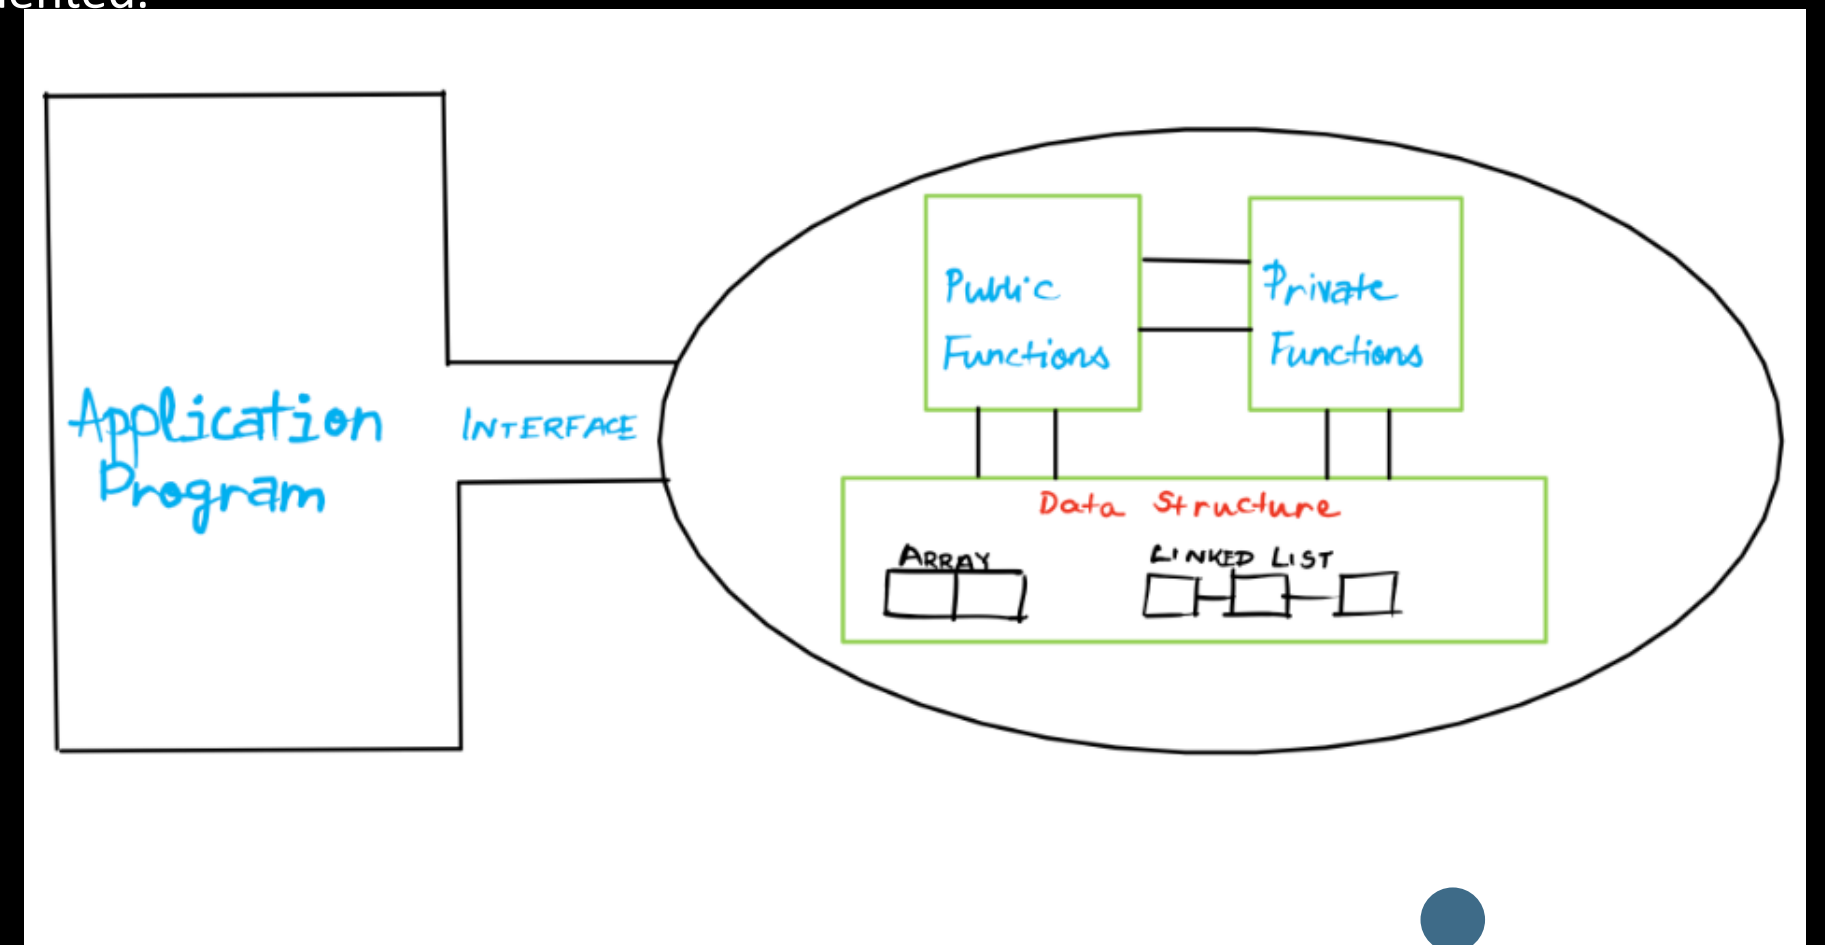 Public
Private
Functions
Functions
Application
Program
INTERFACE
Data Structure
ARRAY
LINKED LIST